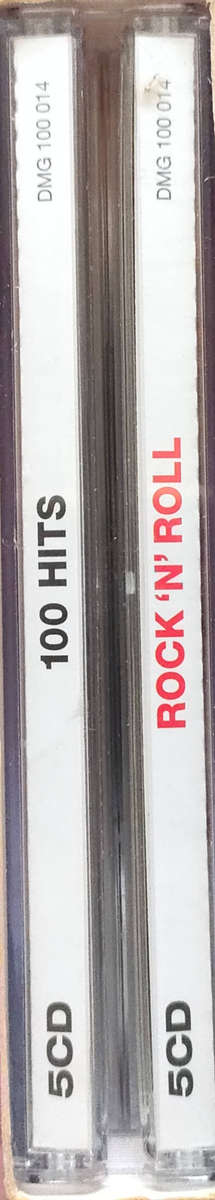 5CD 100 HITS DMG 100 014
5CD ROCK 'N' ROLL DMG 100 014